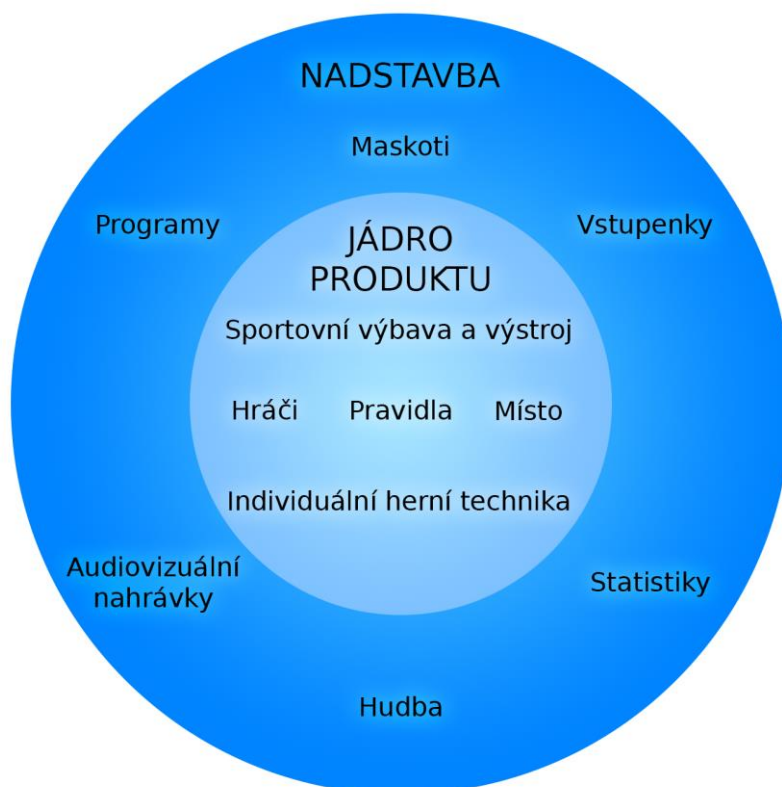 NADSTAVBA
Maskoti
Programy
Vstupenky
JÁDRO
PRODUKTU
Sportovní výbava a výstroj
Hráči Pravidla Místo
Individuální herní technika
Audiovizuální
nahrávky
Statistiky
Hudba